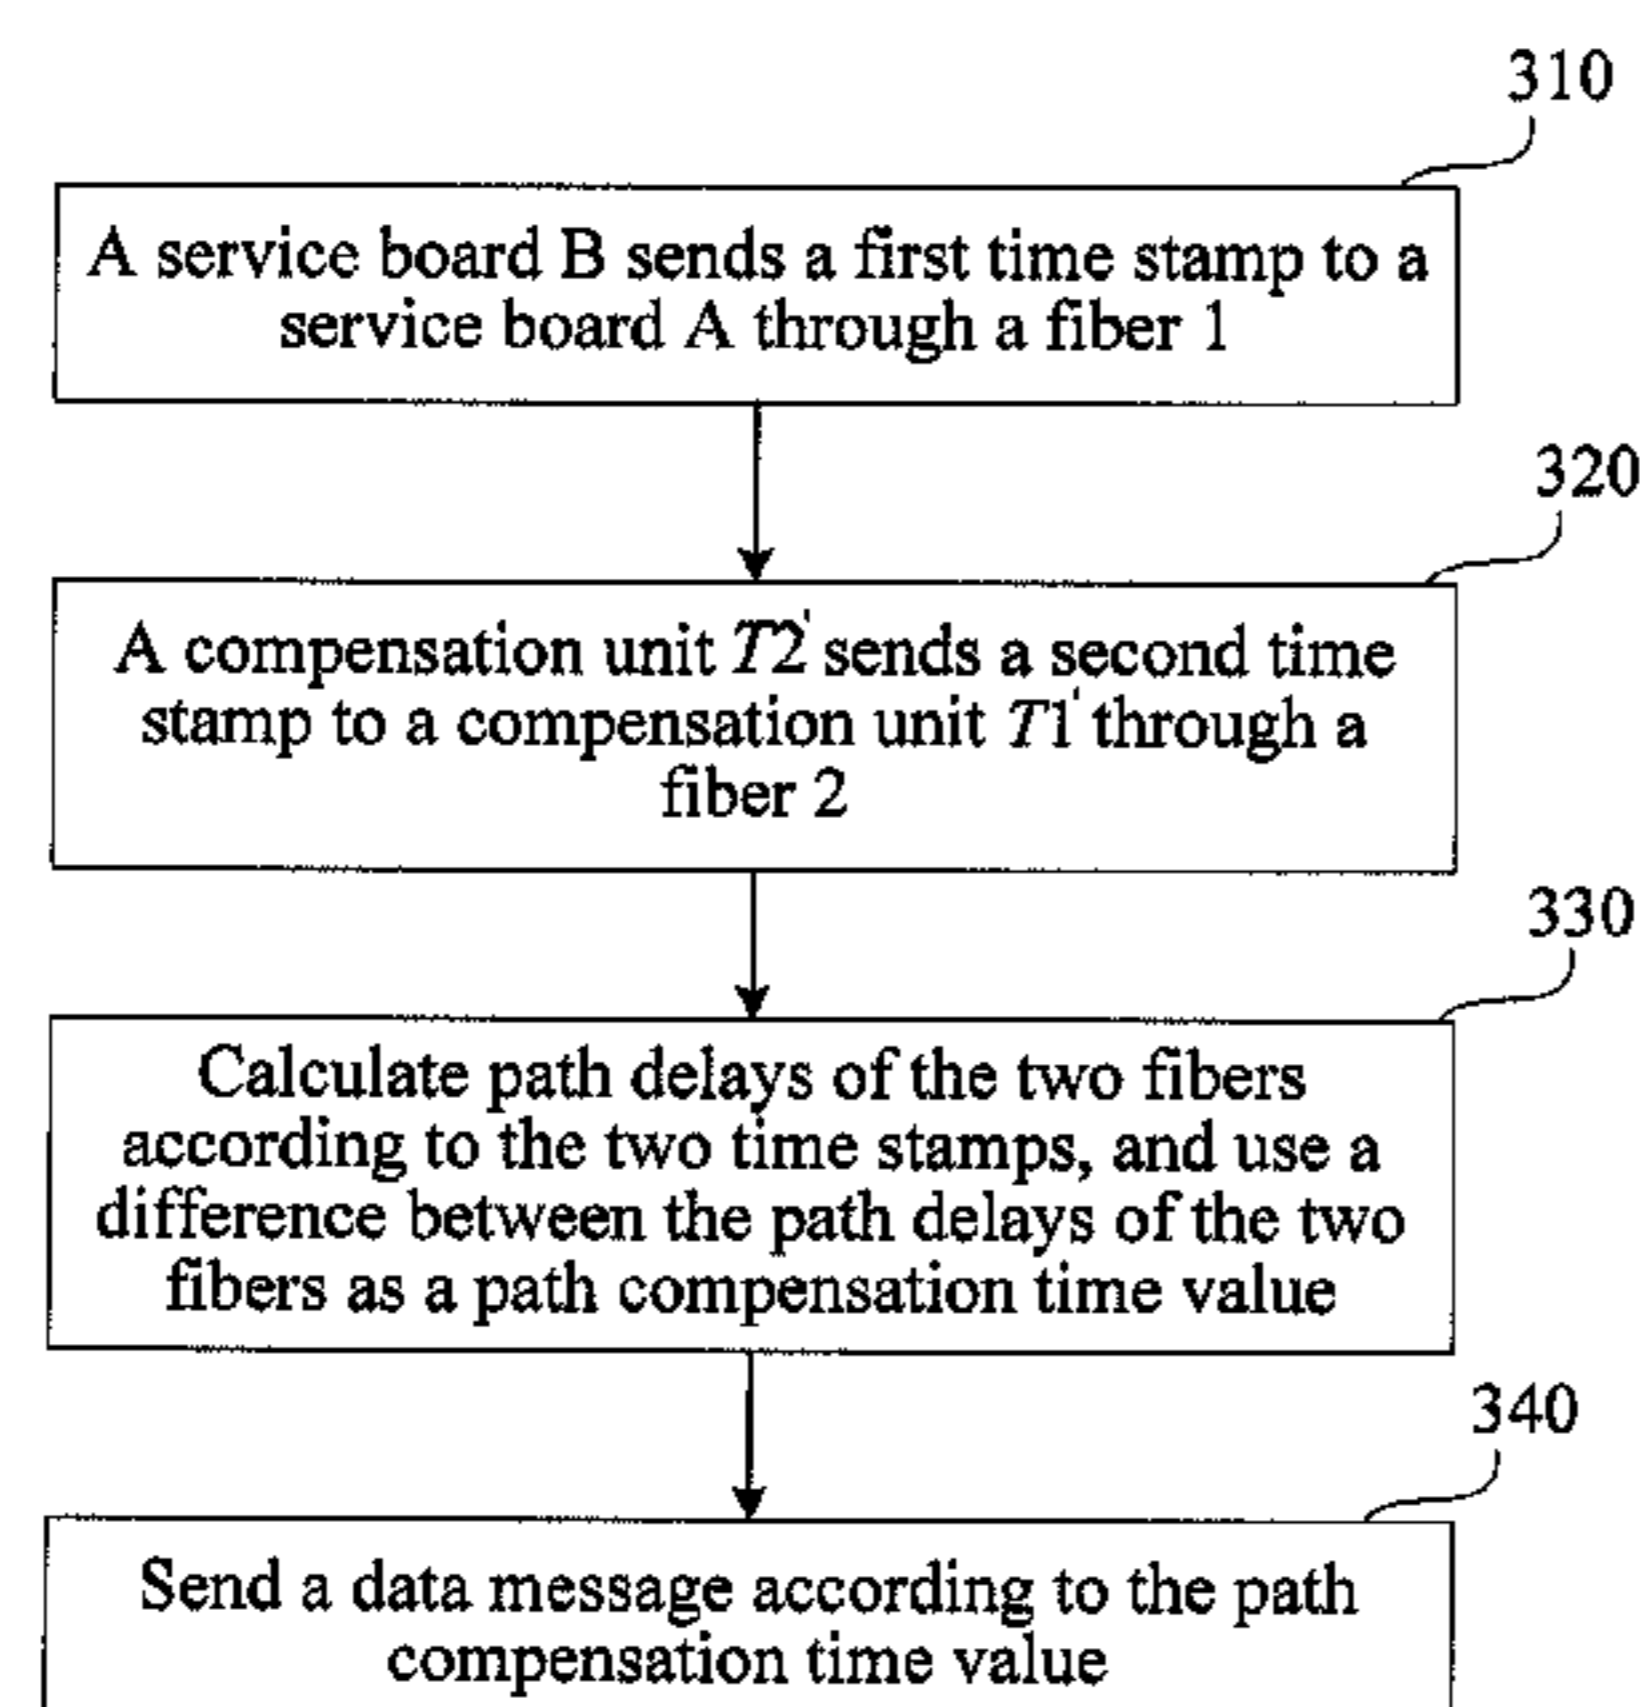 310
A service board B sends a first time stamp to a
service board A through a fiber 1
320
A compensation unit T2' sends a second time
stamp to a compensation unit T1' through a
fiber 2
330
Calculate path delays of the two fibers
according to the two time stamps, and use a
difference between the path delays of the two
fibers as a path compensation time value
340
Send a data message according to the path
compensation time value